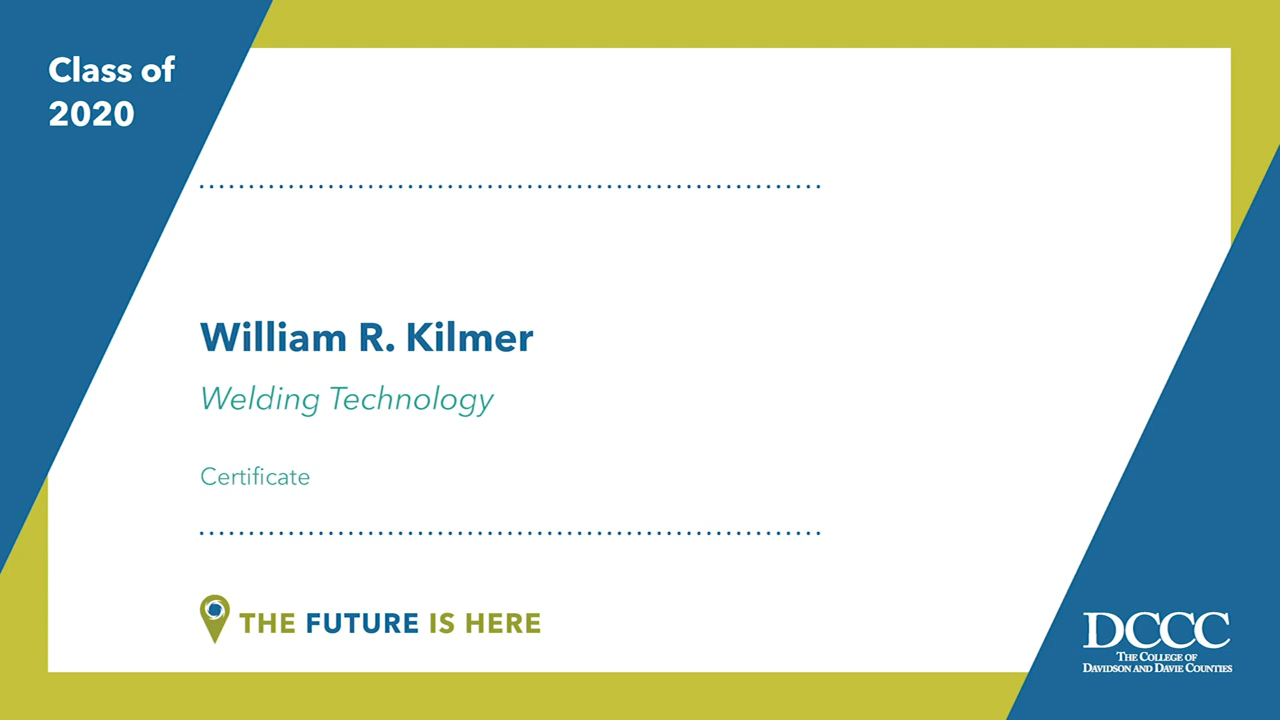 Class of
2020
William R. Kilmer
Welding Technology
Certificate
THE FUTURE IS HERE
DCCC
THE COLLEGE OF
DAVIDSON AND DAVIE COUNTIES